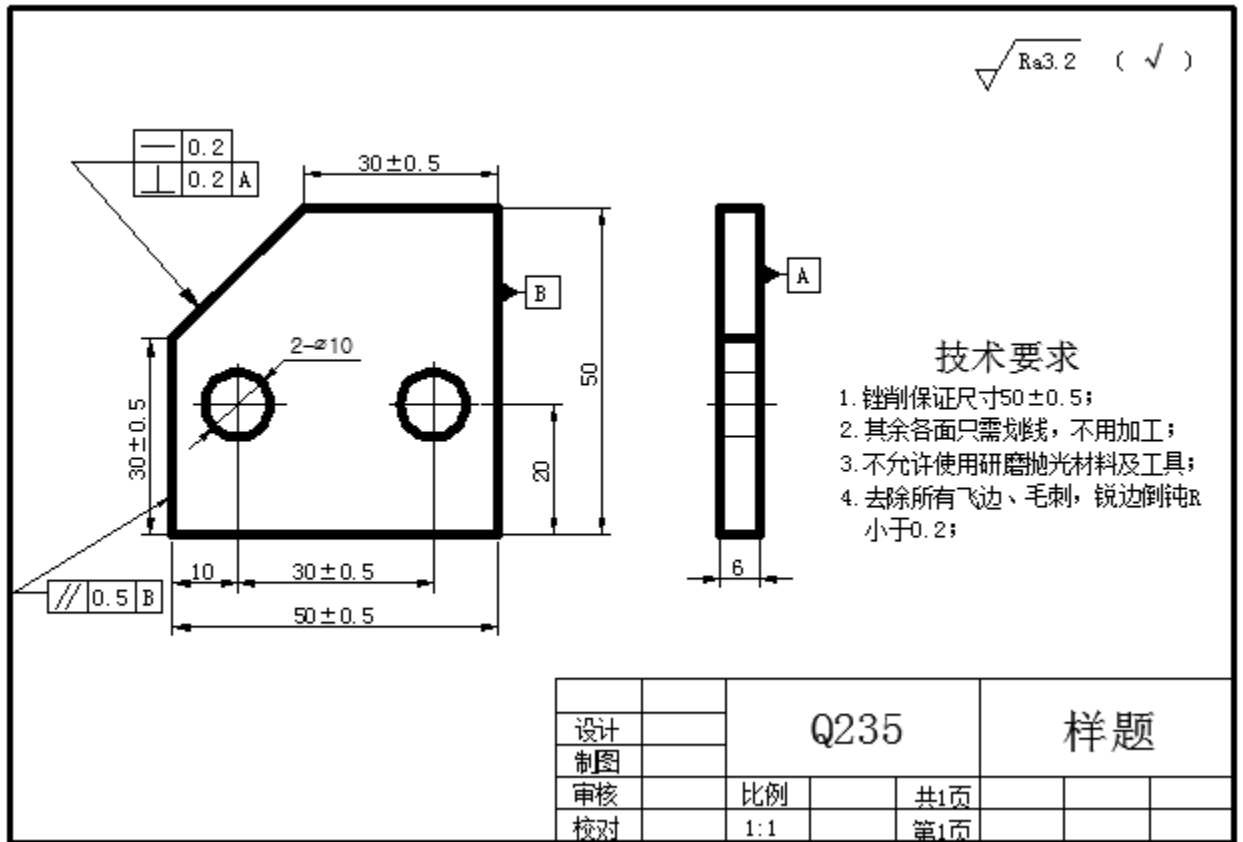 Ra3.2 ( √ )
— 0.2
⊥ 0.2 A
30±0.5
B
A
2-⌀10
50
30±0.5
20
技术要求
1.锉削保证尺寸50±0.5;
2.其余各面只需划线，不用加工;
3.不允许使用研磨抛光材料及工具;
4.去除所有飞边、毛刺，锐边倒钝R
小于0.2;
10
30±0.5
6
// 0.5 B
50±0.5
设计
Q235
样题
制图
审核 比例 共1页
校对 1:1 第1页